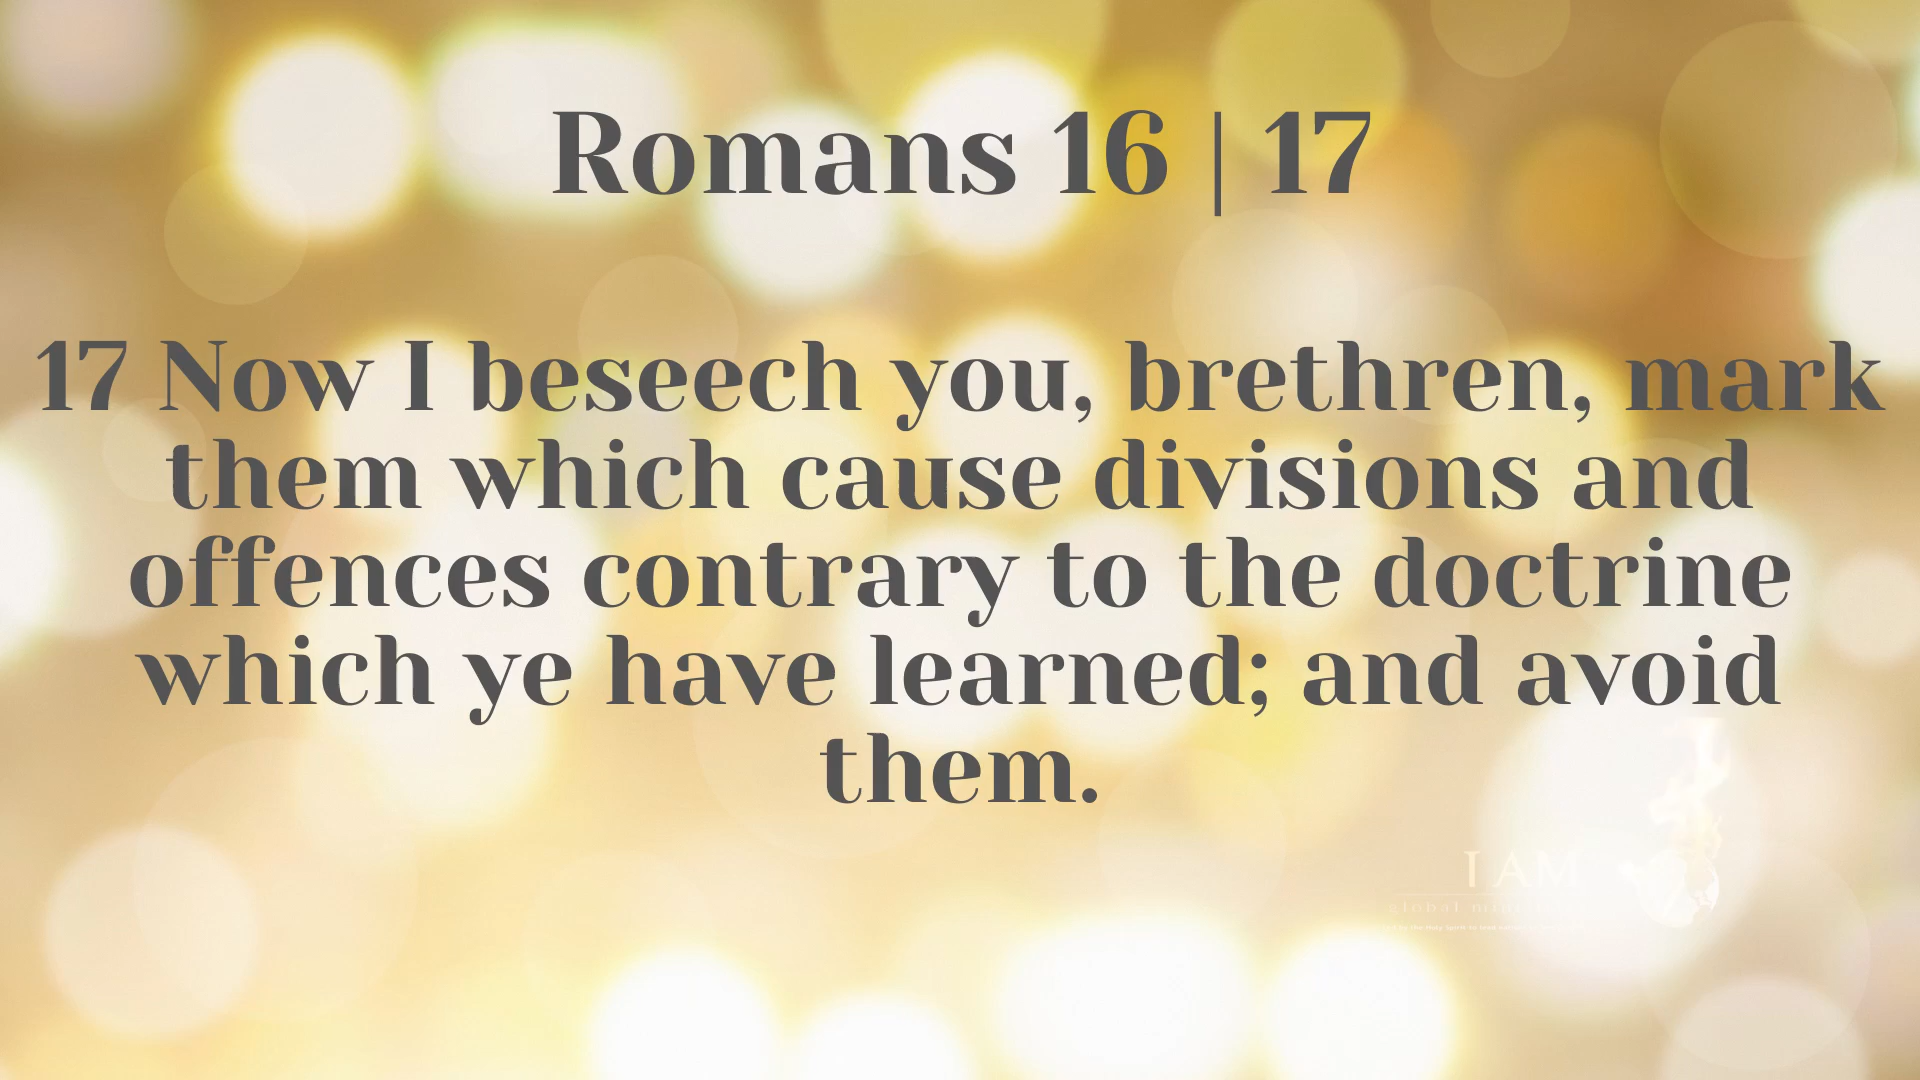 Romans 16 | 17
17 Now I beseech you, brethren, mark
them which cause divisions and
offences contrary to the doctrine
which ye have learned; and avoid
them.
I AM
global